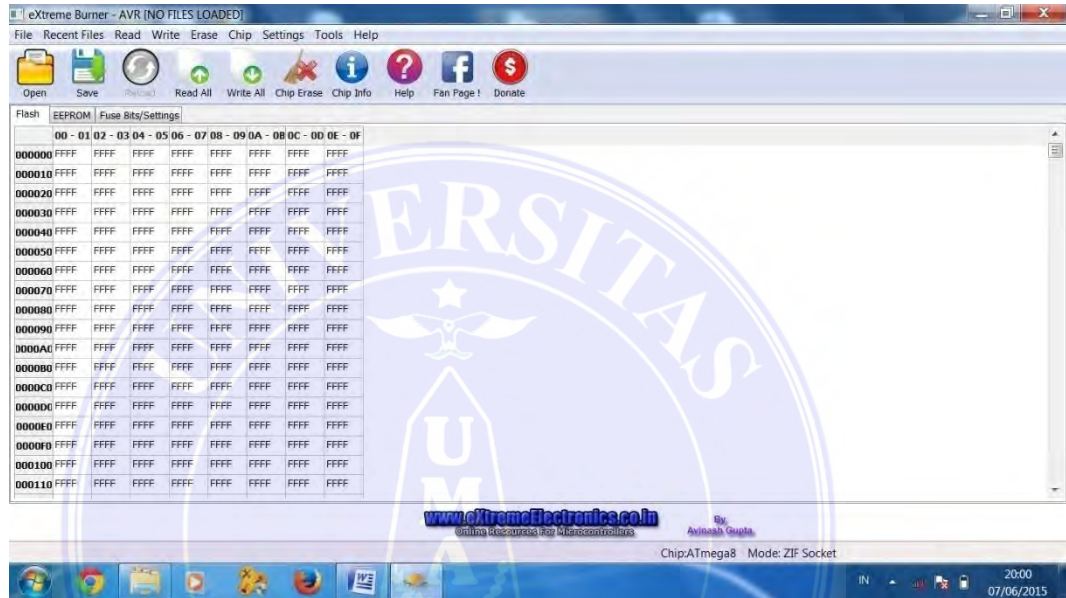 eXtreme Burner - AVR [NO FILES LOADED]
File Recent Files Read Write Erase Chip Settings Tools Help
Open Save Reload Read All Write All Chip Erase Chip Info Help Fan Page ! Donate
Flash EEPROM Fuse Bits/Settings
00 - 01 02 - 03 04 - 05 06 - 07 08 - 09 0A - 0B 0C - 0D 0E - 0F
000000 FFFF FFFF FFFF FFFF FFFF FFFF FFFF FFFF
000010 FFFF FFFF FFFF FFFF FFFF FFFF FFFF FFFF
000020 FFFF FFFF FFFF FFFF FFFF FFFF FFFF FFFF
000030 FFFF FFFF FFFF FFFF FFFF FFFF FFFF FFFF
000040 FFFF FFFF FFFF FFFF FFFF FFFF FFFF FFFF
000050 FFFF FFFF FFFF FFFF FFFF FFFF FFFF FFFF
000060 FFFF FFFF FFFF FFFF FFFF FFFF FFFF FFFF
000070 FFFF FFFF FFFF FFFF FFFF FFFF FFFF FFFF
000080 FFFF FFFF FFFF FFFF FFFF FFFF FFFF FFFF
000090 FFFF FFFF FFFF FFFF FFFF FFFF FFFF FFFF
0000A0 FFFF FFFF FFFF FFFF FFFF FFFF FFFF FFFF
0000B0 FFFF FFFF FFFF FFFF FFFF FFFF FFFF FFFF
0000C0 FFFF FFFF FFFF FFFF FFFF FFFF FFFF FFFF
0000D0 FFFF FFFF FFFF FFFF FFFF FFFF FFFF FFFF
0000E0 FFFF FFFF FFFF FFFF FFFF FFFF FFFF FFFF
0000F0 FFFF FFFF FFFF FFFF FFFF FFFF FFFF FFFF
000100 FFFF FFFF FFFF FFFF FFFF FFFF FFFF FFFF
000110 FFFF FFFF FFFF FFFF FFFF FFFF FFFF FFFF
UNIVERSITAS
UMA
www.eXtremeElectronics.co.in
Online Resources For Microcontrollers
By,
Avinash Gupta.
Chip:ATmega8 Mode: ZIF Socket
IN
20:00
07/06/2015